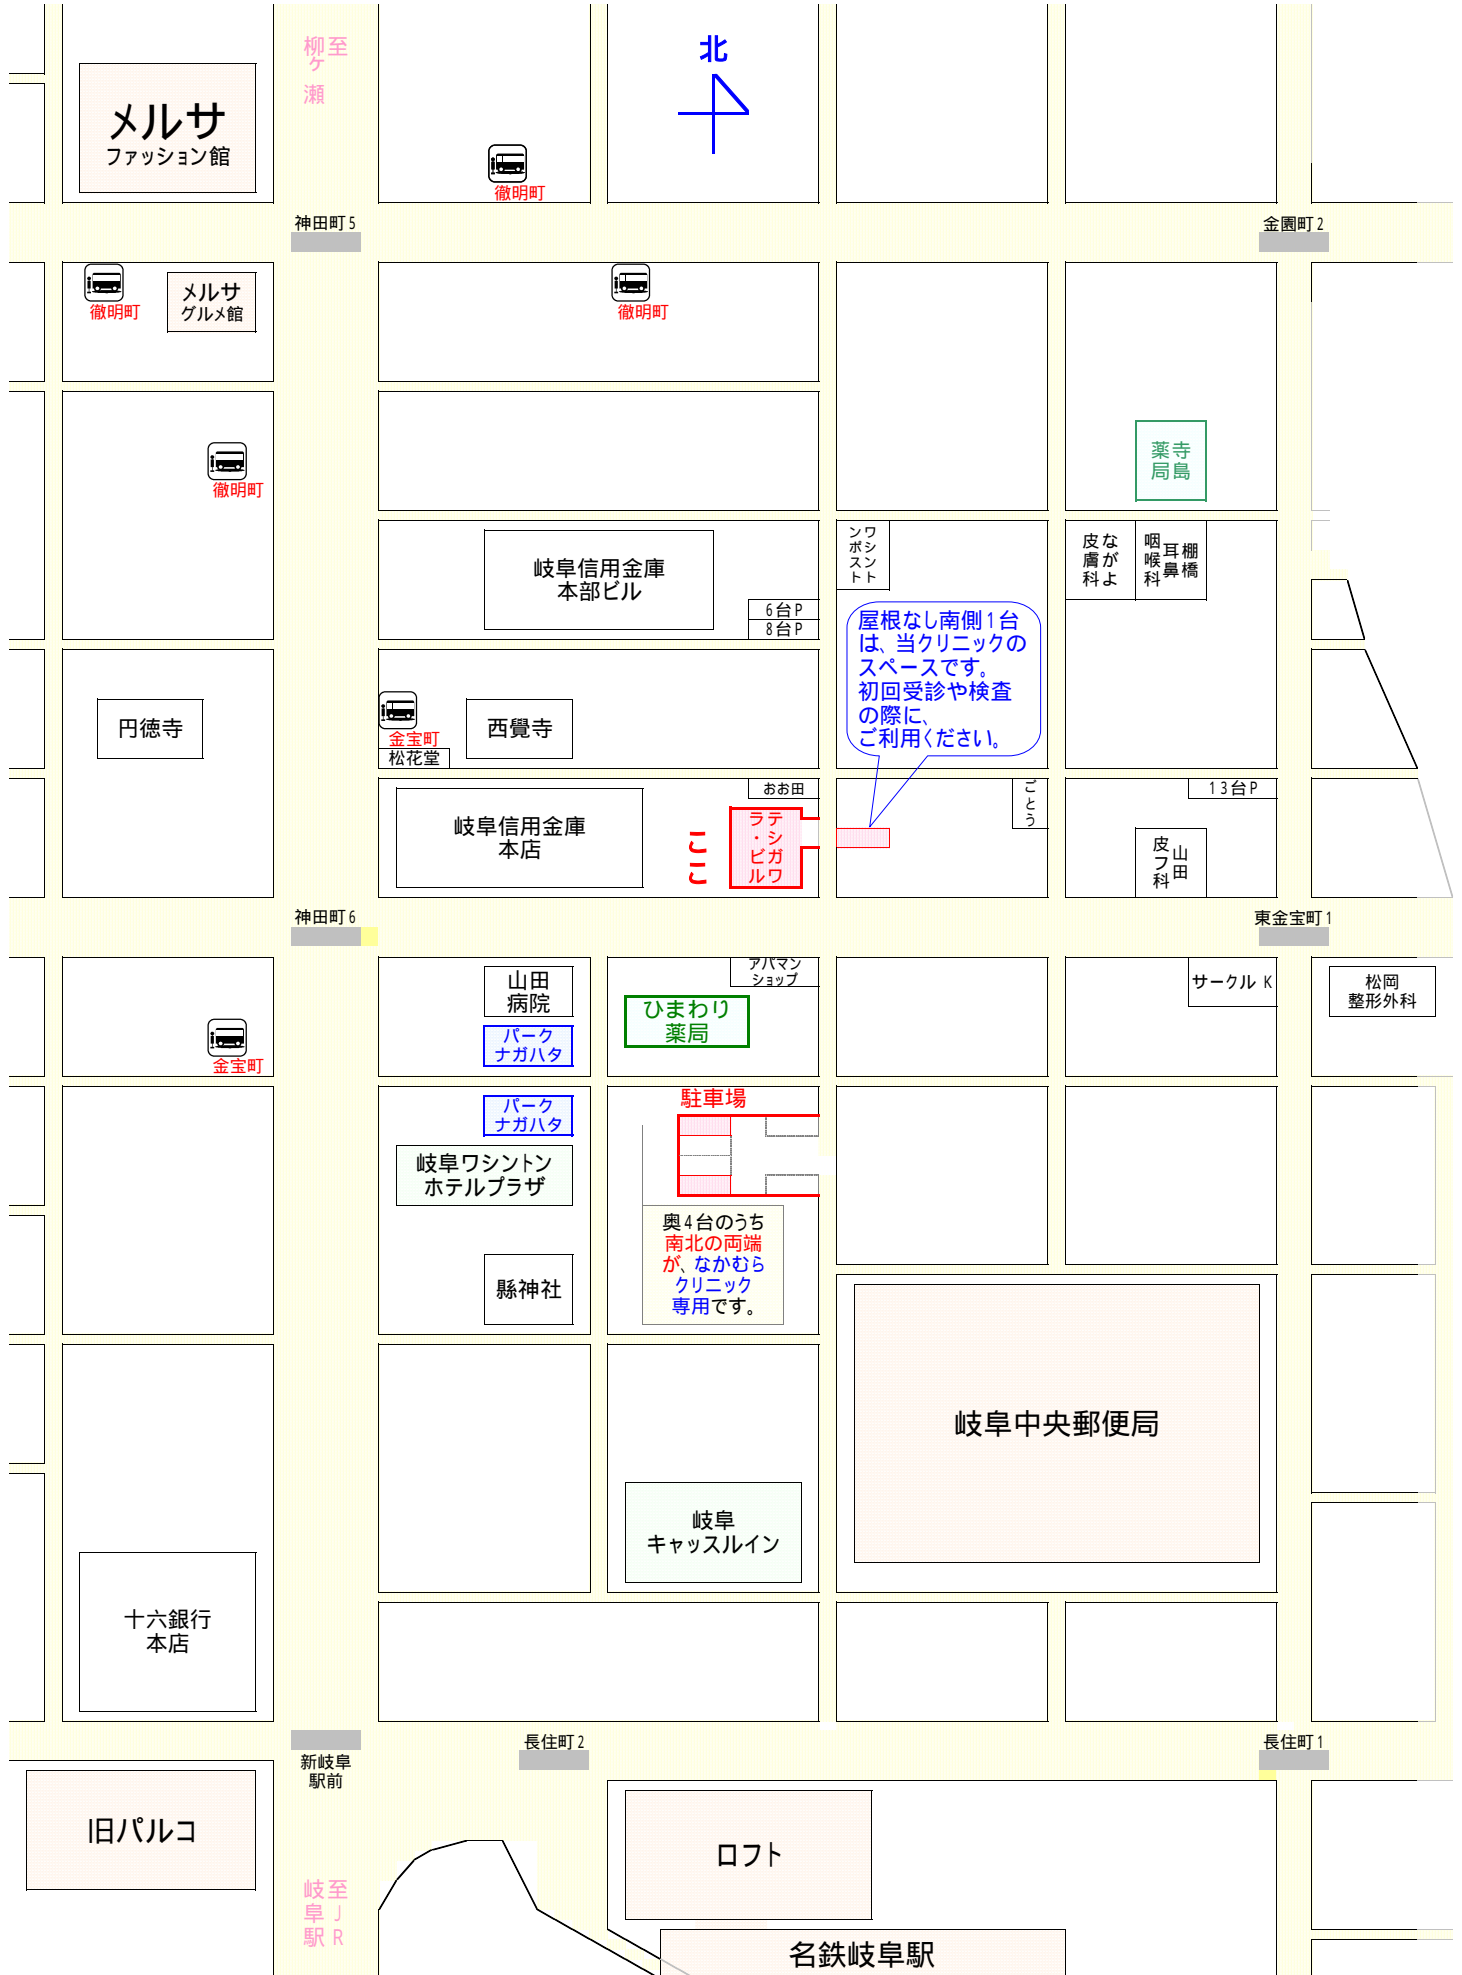 至
柳ヶ瀬
北
メルサ
ファッション館
徹明町
神田町5
金園町2
徹明町
メルサ
グルメ館
徹明町
徹明町
寺島
薬局
岐阜信用金庫
本部ビル
6台P
8台P
ワシント
ンポスト
ながよ
皮膚科
棚橋
耳鼻
咽喉科
屋根なし南側1台
は、当クリニックの
スペースです。
初回受診や検査
の際に、
ご利用ください。
円徳寺
金宝町
松花堂
西覺寺
岐阜信用金庫
本店
おお田
ここ
テシガワ
ラ・ビル
ごとう
13台P
山田
皮フ科
神田町6
東金宝町1
山田
病院
パーク
ナガハタ
アパマン
ショップ
ひまわり
薬局
サークルK
松岡
整形外科
金宝町
パーク
ナガハタ
岐阜ワシントン
ホテルプラザ
縣神社
駐車場
奥4台のうち
南北の両端
が、なかむら
クリニック
専用です。
岐阜中央郵便局
岐阜
キャッスルイン
十六銀行
本店
新岐阜
駅前
長住町2
長住町1
旧パルコ
ロフト
至JR
岐阜駅
名鉄岐阜駅